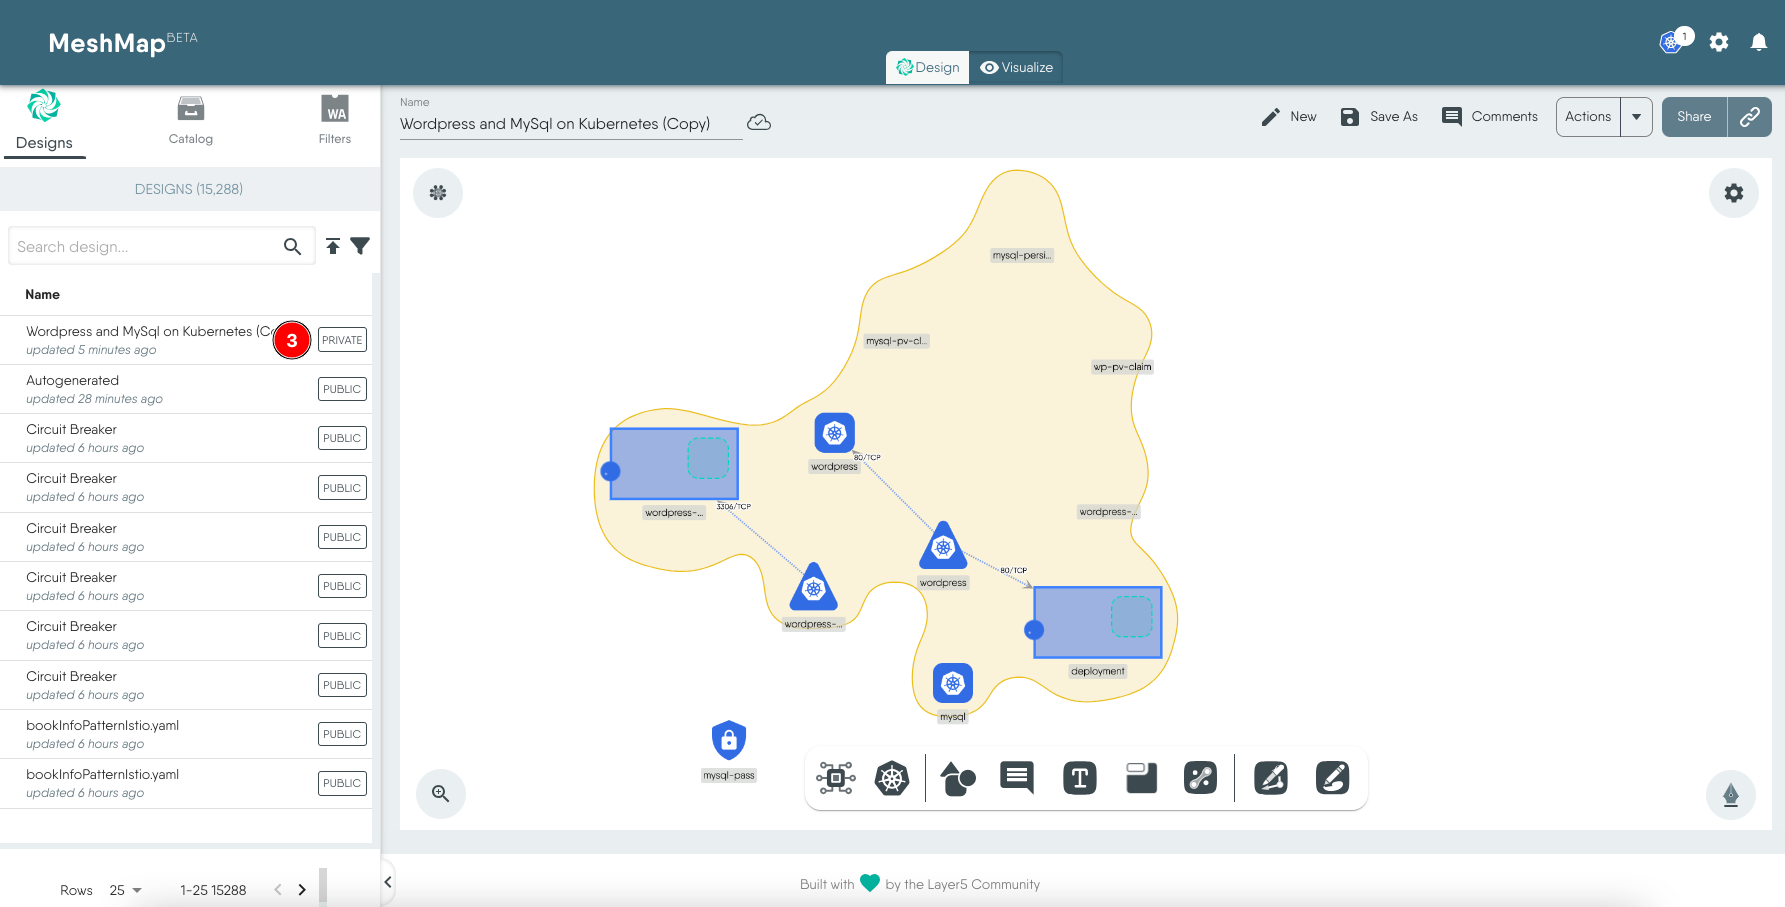 MeshMap BETA
1
Design
Visualize
Designs
Catalog
WA
Filters
DESIGNS (15,288)
Search design...
Name
Wordpress and MySql on Kubernetes (Co
updated 5 minutes ago
3
PRIVATE
Autogenerated
updated 28 minutes ago
PUBLIC
Circuit Breaker
updated 6 hours ago
PUBLIC
Circuit Breaker
updated 6 hours ago
PUBLIC
Circuit Breaker
updated 6 hours ago
PUBLIC
Circuit Breaker
updated 6 hours ago
PUBLIC
Circuit Breaker
updated 6 hours ago
PUBLIC
Circuit Breaker
updated 6 hours ago
PUBLIC
bookInfoPatternIstio.yaml
updated 6 hours ago
PUBLIC
bookInfoPatternIstio.yaml
updated 6 hours ago
PUBLIC
Rows 25 1-25 15288
Name
Wordpress and MySql on Kubernetes (Copy)
New
Save As
Comments
Actions
Share
mysql-persi...
mysql-pv-cl...
wp-pv-claim
wordpress
80/TCP
wordpress-...
3306/TCP
wordpress-...
wordpress
80/TCP
wordpress-...
deployment
mysql
mysql-pass
T
Built with by the Layer5 Community